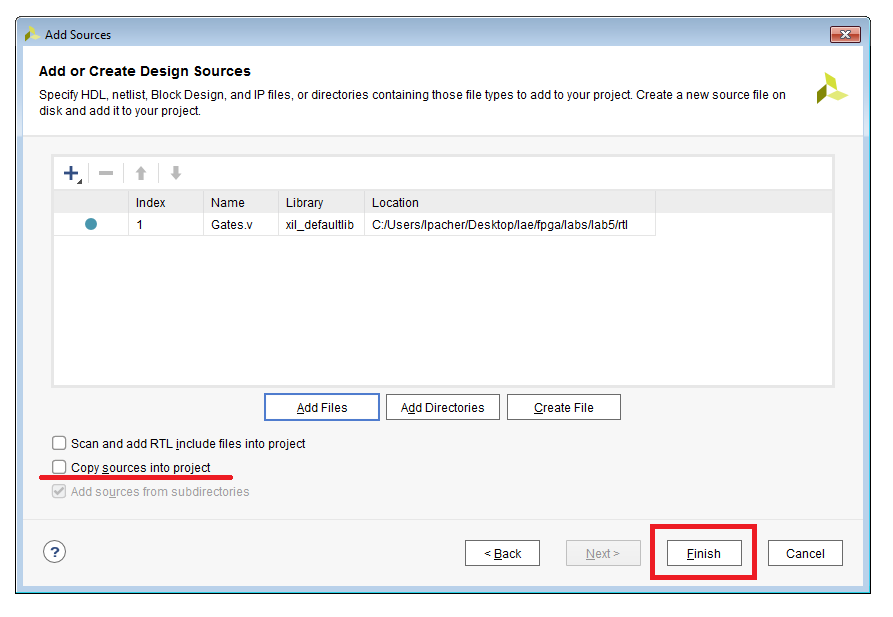 Add Sources
Add or Create Design Sources
Specify HDL, netlist, Block Design, and IP files, or directories containing those file types to add to your project. Create a new source file on
disk and add it to your project.
Index Name Library Location
1 Gates.v xil_defaultlib C:/Users/lpacher/Desktop/lae/fpga/labs/lab5/rtl
Add Files Add Directories Create File
Scan and add RTL include files into project
Copy sources into project
Add sources from subdirectories
? < Back Next > Finish Cancel